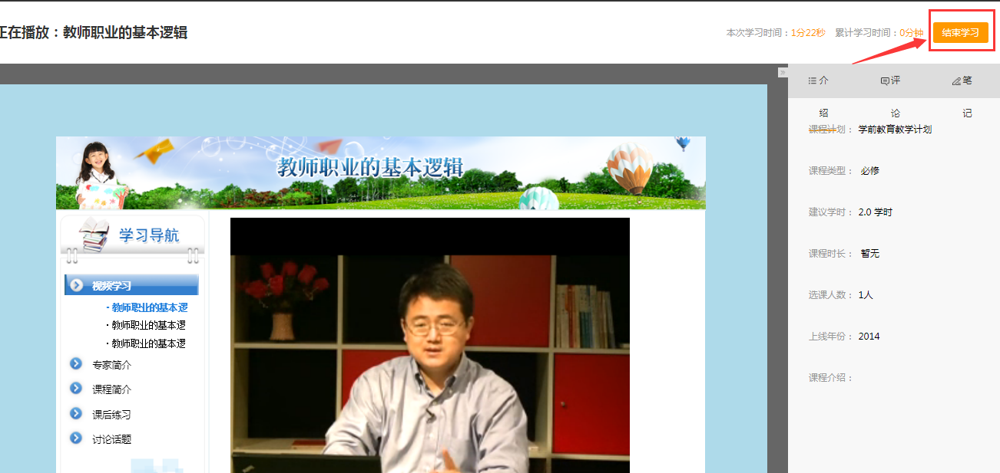 正在播放：教师职业的基本逻辑
本次学习时间：1分22秒 累计学习时间：0分钟 结束学习
介绍 评论 笔记
课程计划： 学前教育教学计划
课程类型： 必修
建议学时： 2.0 学时
课程时长： 暂无
选课人数： 1人
上线年份： 2014
课程介绍：
教师职业的基本逻辑
学习导航
视频学习
· 教师职业的基本逻
· 教师职业的基本逻
· 教师职业的基本逻
专家简介
课程简介
课后练习
讨论话题